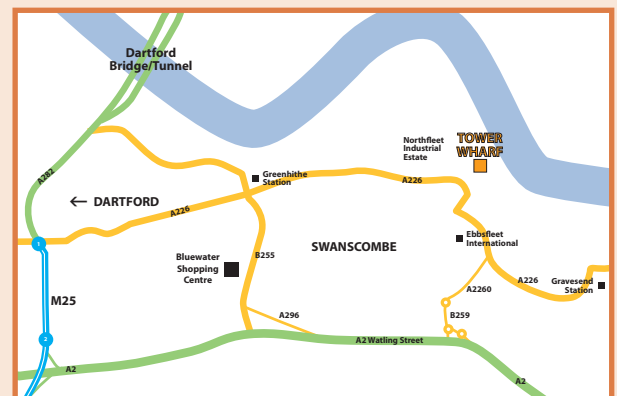 Dartford
Bridge/Tunnel
Northfleet
Industrial
Estate
TOWER
WHARF
A282
Greenhithe
Station
A226
← DARTFORD
A226
SWANSCOMBE
Ebbsfleet
International
1
Bluewater
Shopping
Centre
B255
A226
Gravesend
Station
A2260
M25
A296
B259
2
A2 Watling Street
A2
A2